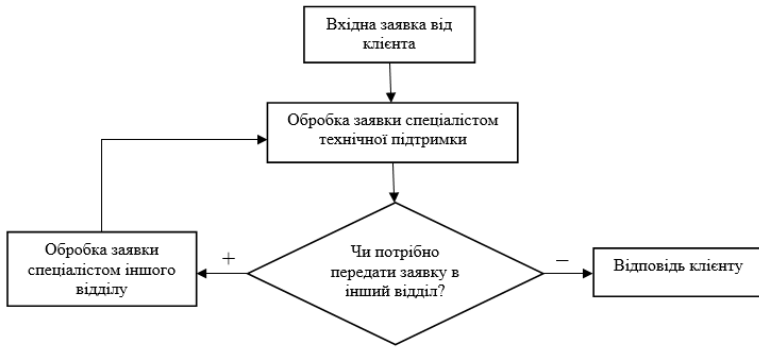 Вхідна заявка від
клієнта
Обробка заявки спеціалістом
технічної підтримки
Обробка заявки
спеціалістом іншого
відділу
+
Чи потрібно
передати заявку в
інший відділ?
–
Відповідь клієнту